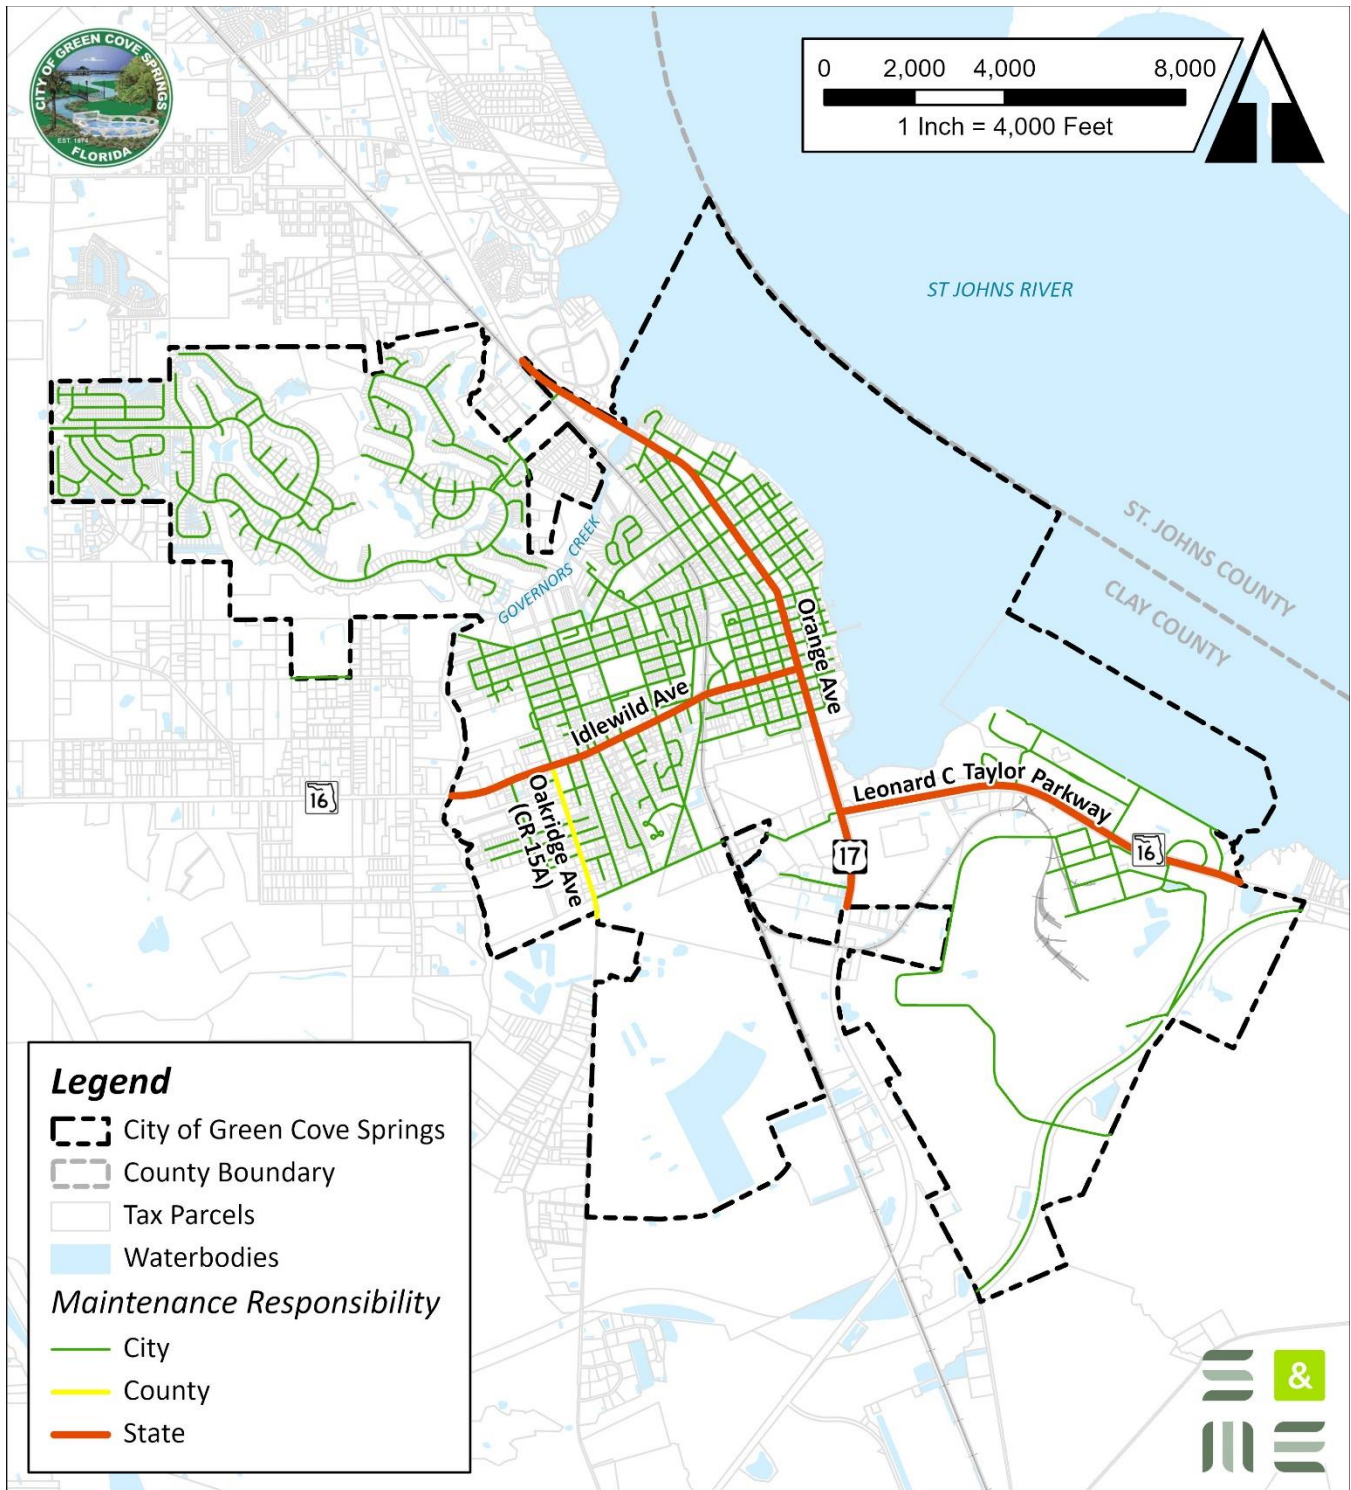 CITY OF GREEN COVE SPRINGS
EST. 1874
FLORIDA
0 2,000 4,000 8,000
1 Inch = 4,000 Feet
ST JOHNS RIVER
ST. JOHNS COUNTY
CLAY COUNTY
GOVERNORS CREEK
Orange Ave
Idlewild Ave
Leonard C Taylor Parkway
Oakridge Ave
(CR 15A)
16
17
16
Legend
City of Green Cove Springs
County Boundary
Tax Parcels
Waterbodies
Maintenance Responsibility
City
County
State
&